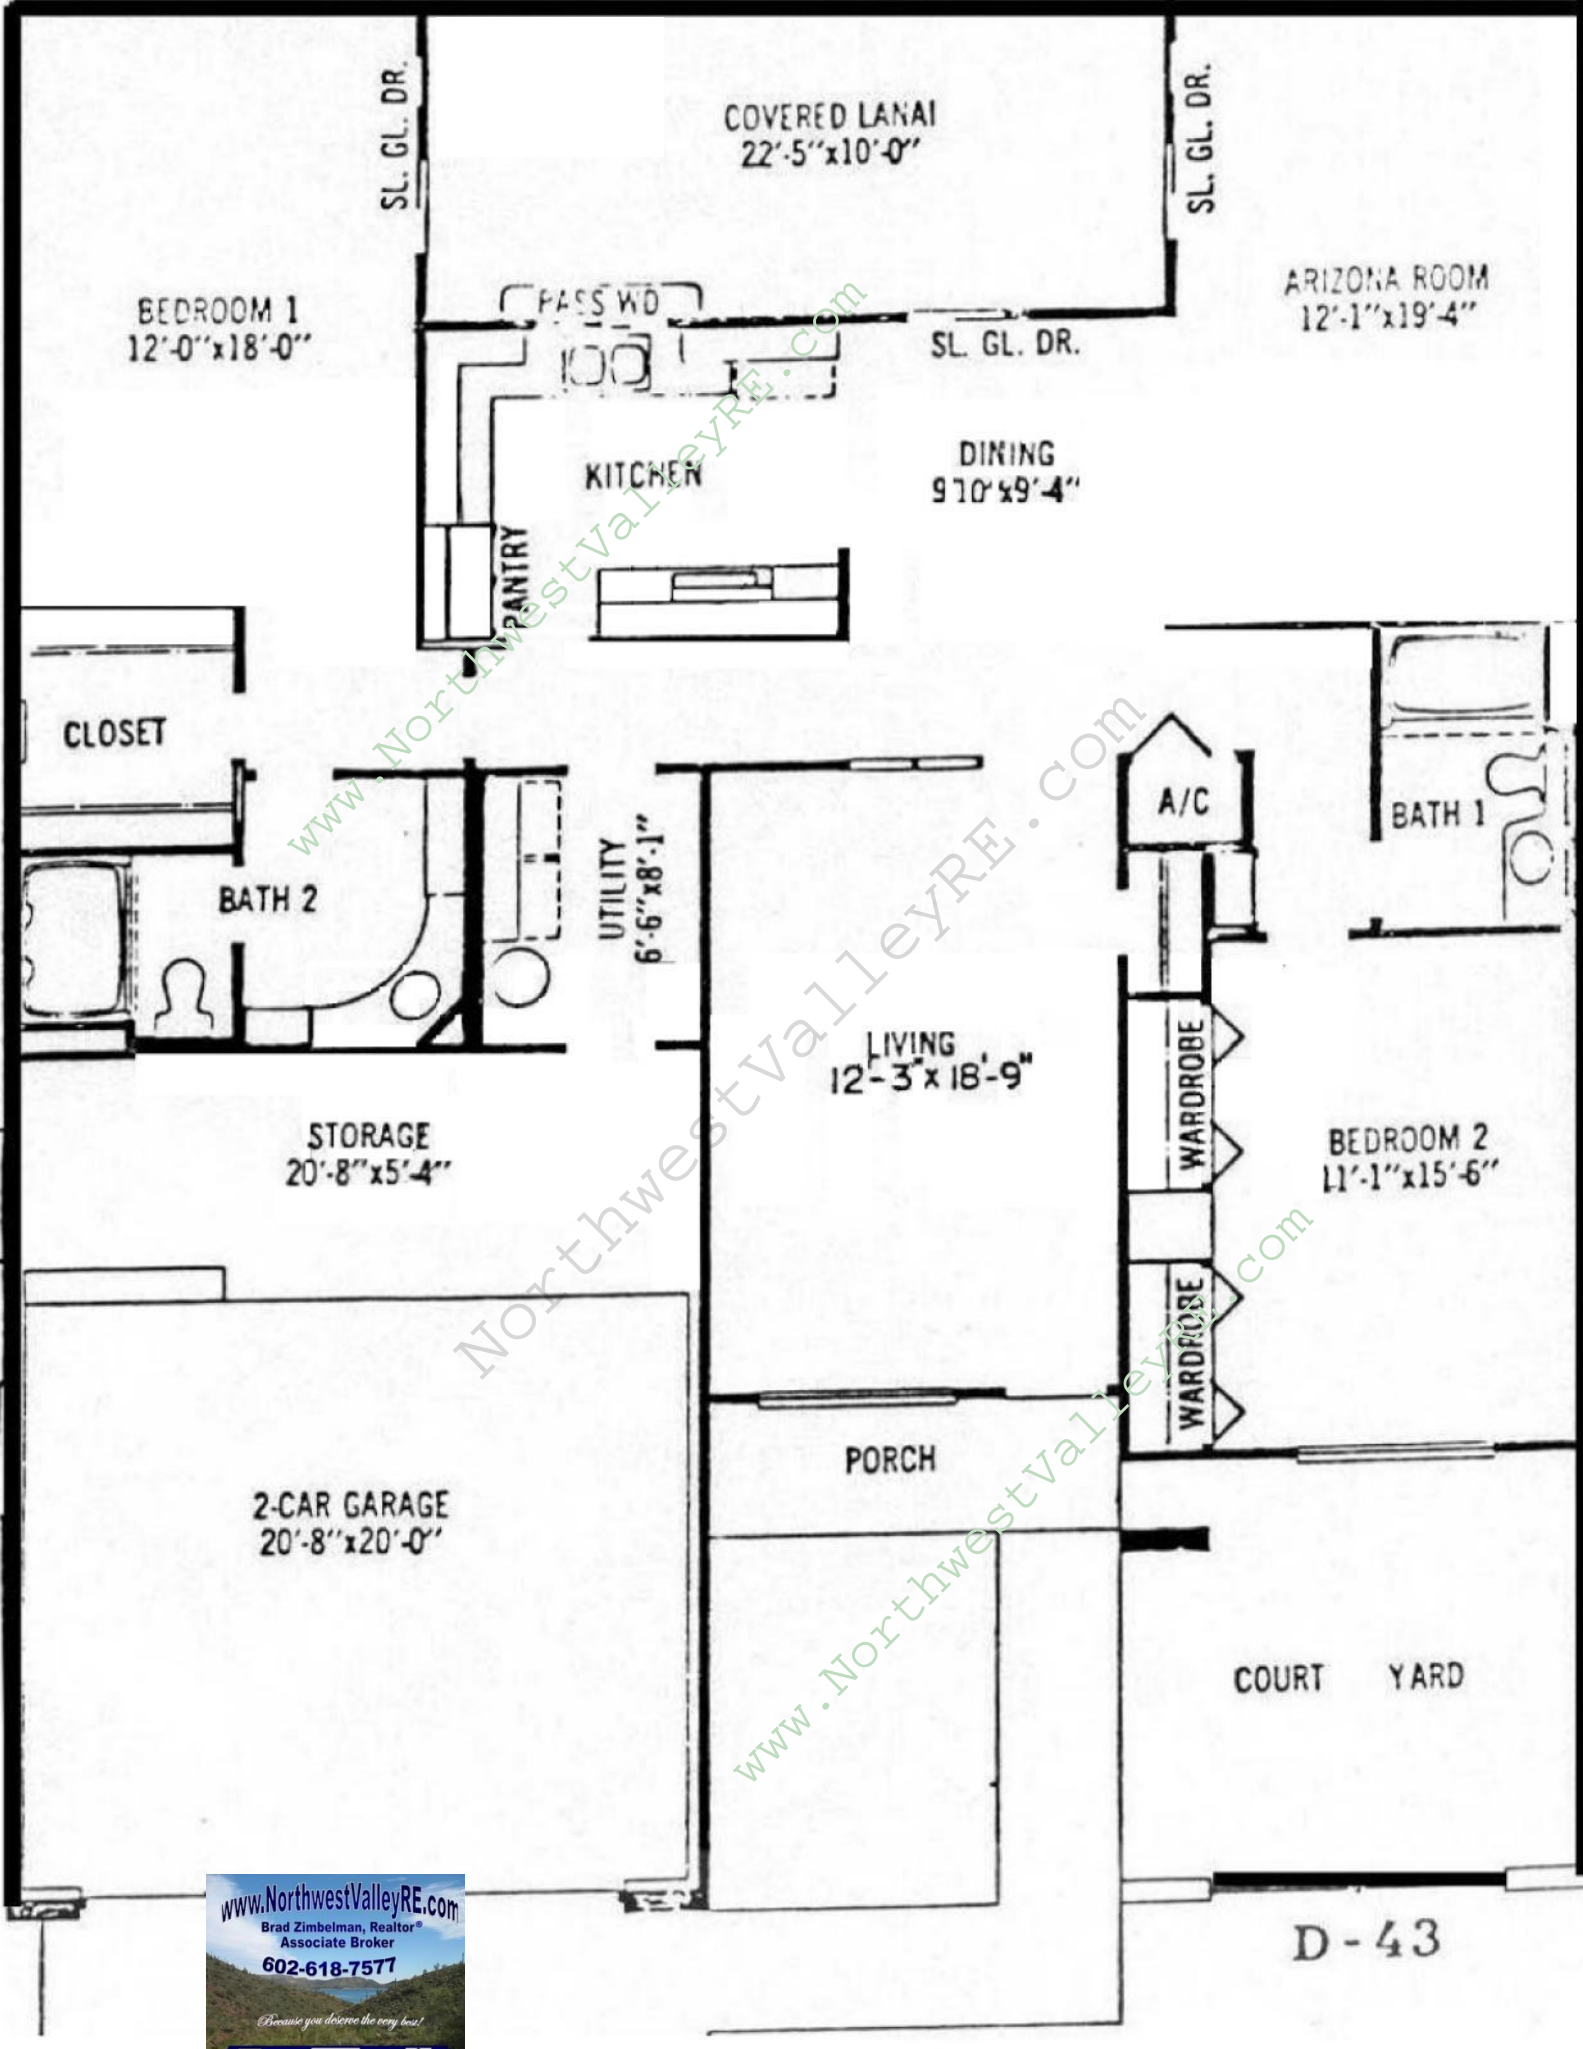 SL. GL. DR.
COVERED LANAI
22'-5"x10'-0"
SL. GL. DR.
BEDROOM 1
12'-0"x18'-0"
PASS WD
SL. GL. DR.
ARIZONA ROOM
12'-1"x19'-4"
KITCHEN
DINING
PANTRY
CLOSET
A/C
BATH 1
BATH 2
UTILITY
6'-6"x8'-1"
LIVING
12'-3"x 18'-9"
WARDROBE
STORAGE
20'-8"x5'-4"
BEDROOM 2
11'-1"x15'-6"
WARDROBE
PORCH
2-CAR GARAGE
20'-8"x20'-0"
COURT YARD
D-43
www.NorthwestValleyRE.com
NorthwestValleyRE.com
www.NorthwestValleyRE.com
www.NorthwestValleyRE.com
Brad Zimbelman, Realtor®
Associate Broker
602-618-7577
Because you deserve the very best!